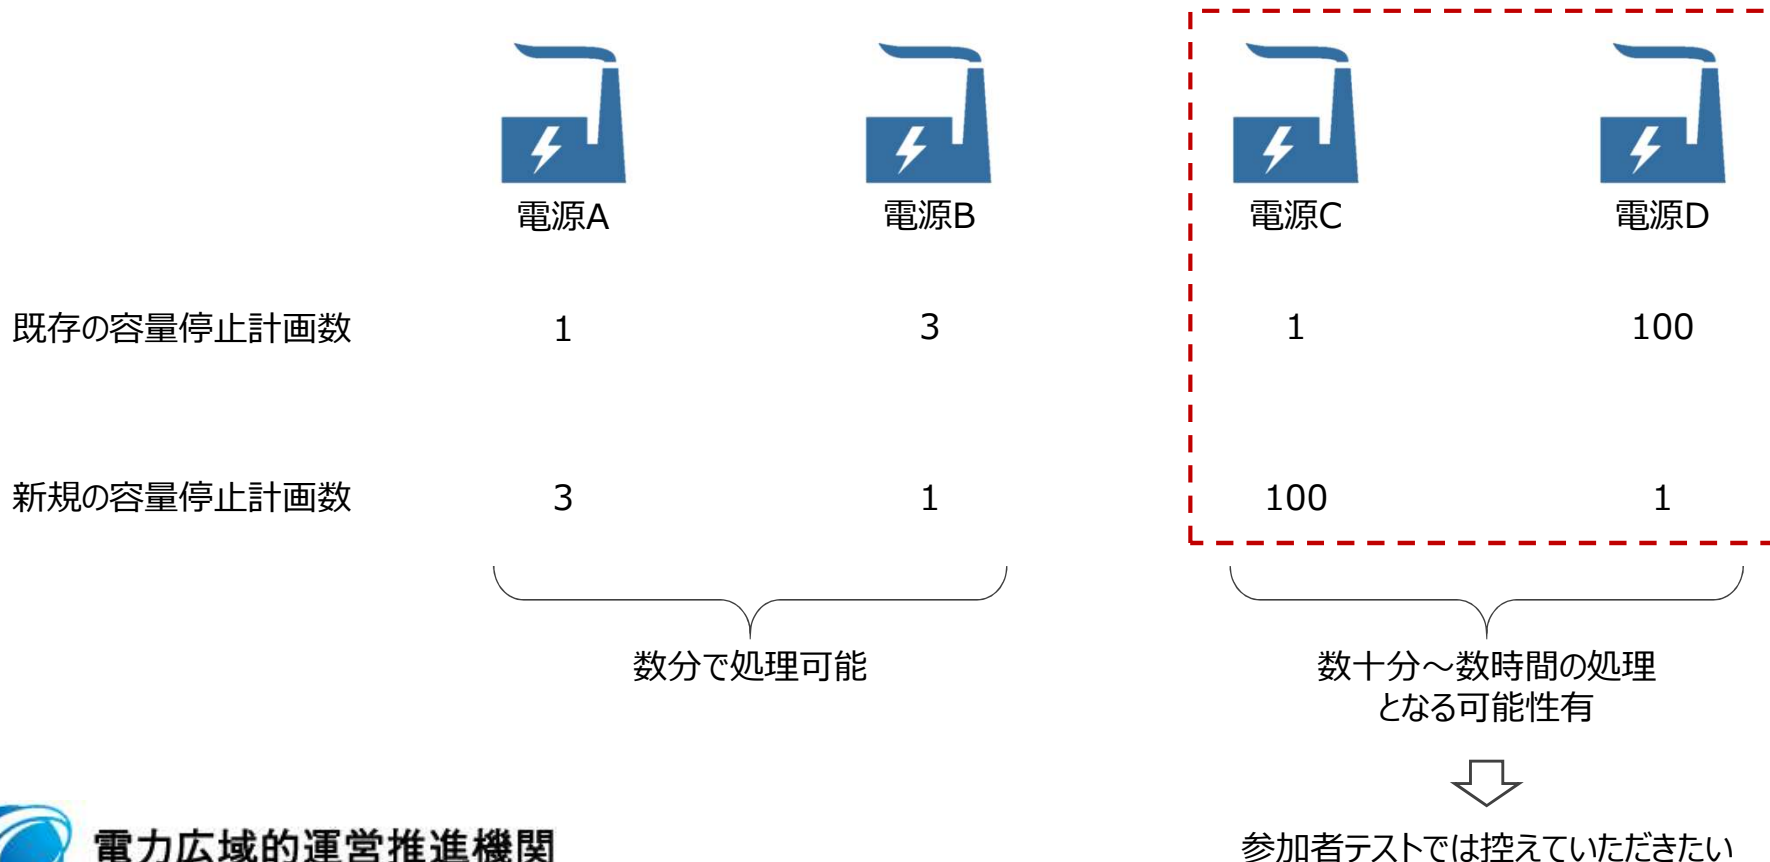 電源A 電源B 電源C 電源D
既存の容量停止計画数 1 3 1 100
新規の容量停止計画数 3 1 100 1
数分で処理可能
数十分～数時間の処理
となる可能性有
参加者テストでは控えていただきたい
電力広域的運営推進機関